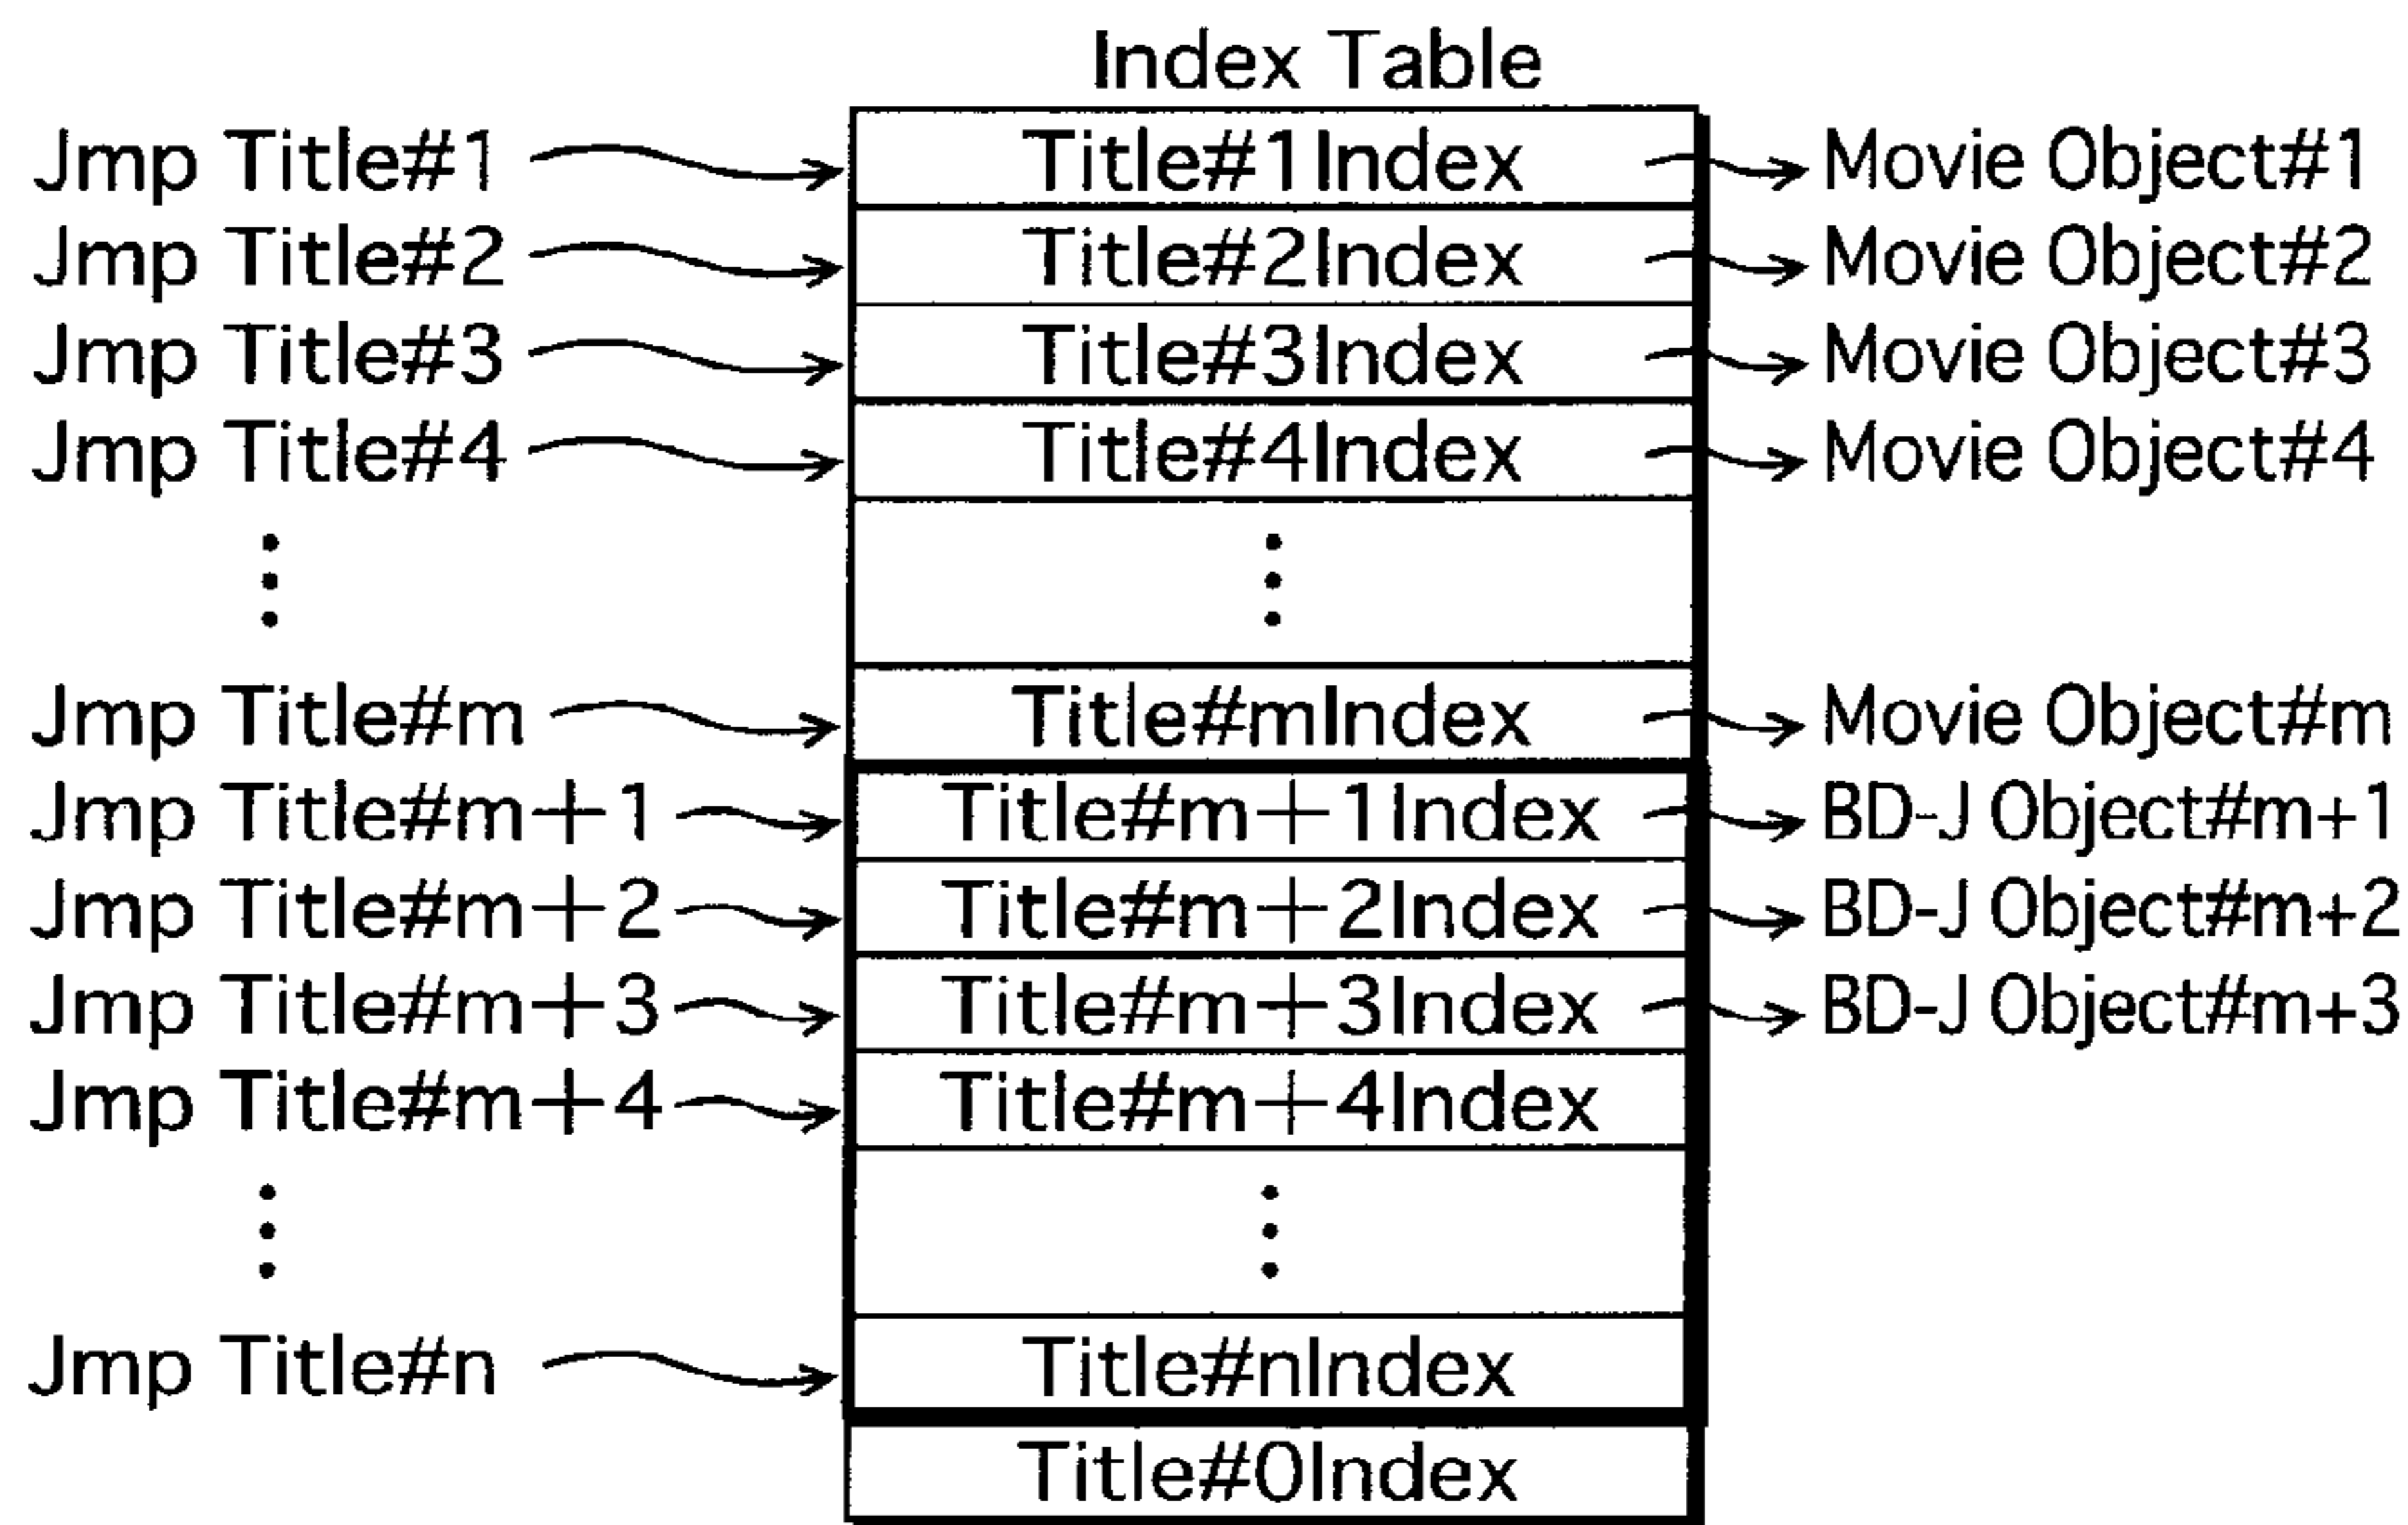 Index Table
Jmp Title#1 Title#1Index Movie Object#1
Jmp Title#2 Title#2Index Movie Object#2
Jmp Title#3 Title#3Index Movie Object#3
Jmp Title#4 Title#4Index Movie Object#4
Jmp Title#m Title#mIndex Movie Object#m
Jmp Title#m+1 Title#m+1Index BD-J Object#m+1
Jmp Title#m+2 Title#m+2Index BD-J Object#m+2
Jmp Title#m+3 Title#m+3Index BD-J Object#m+3
Jmp Title#m+4 Title#m+4Index
Jmp Title#n Title#nIndex
Title#0Index